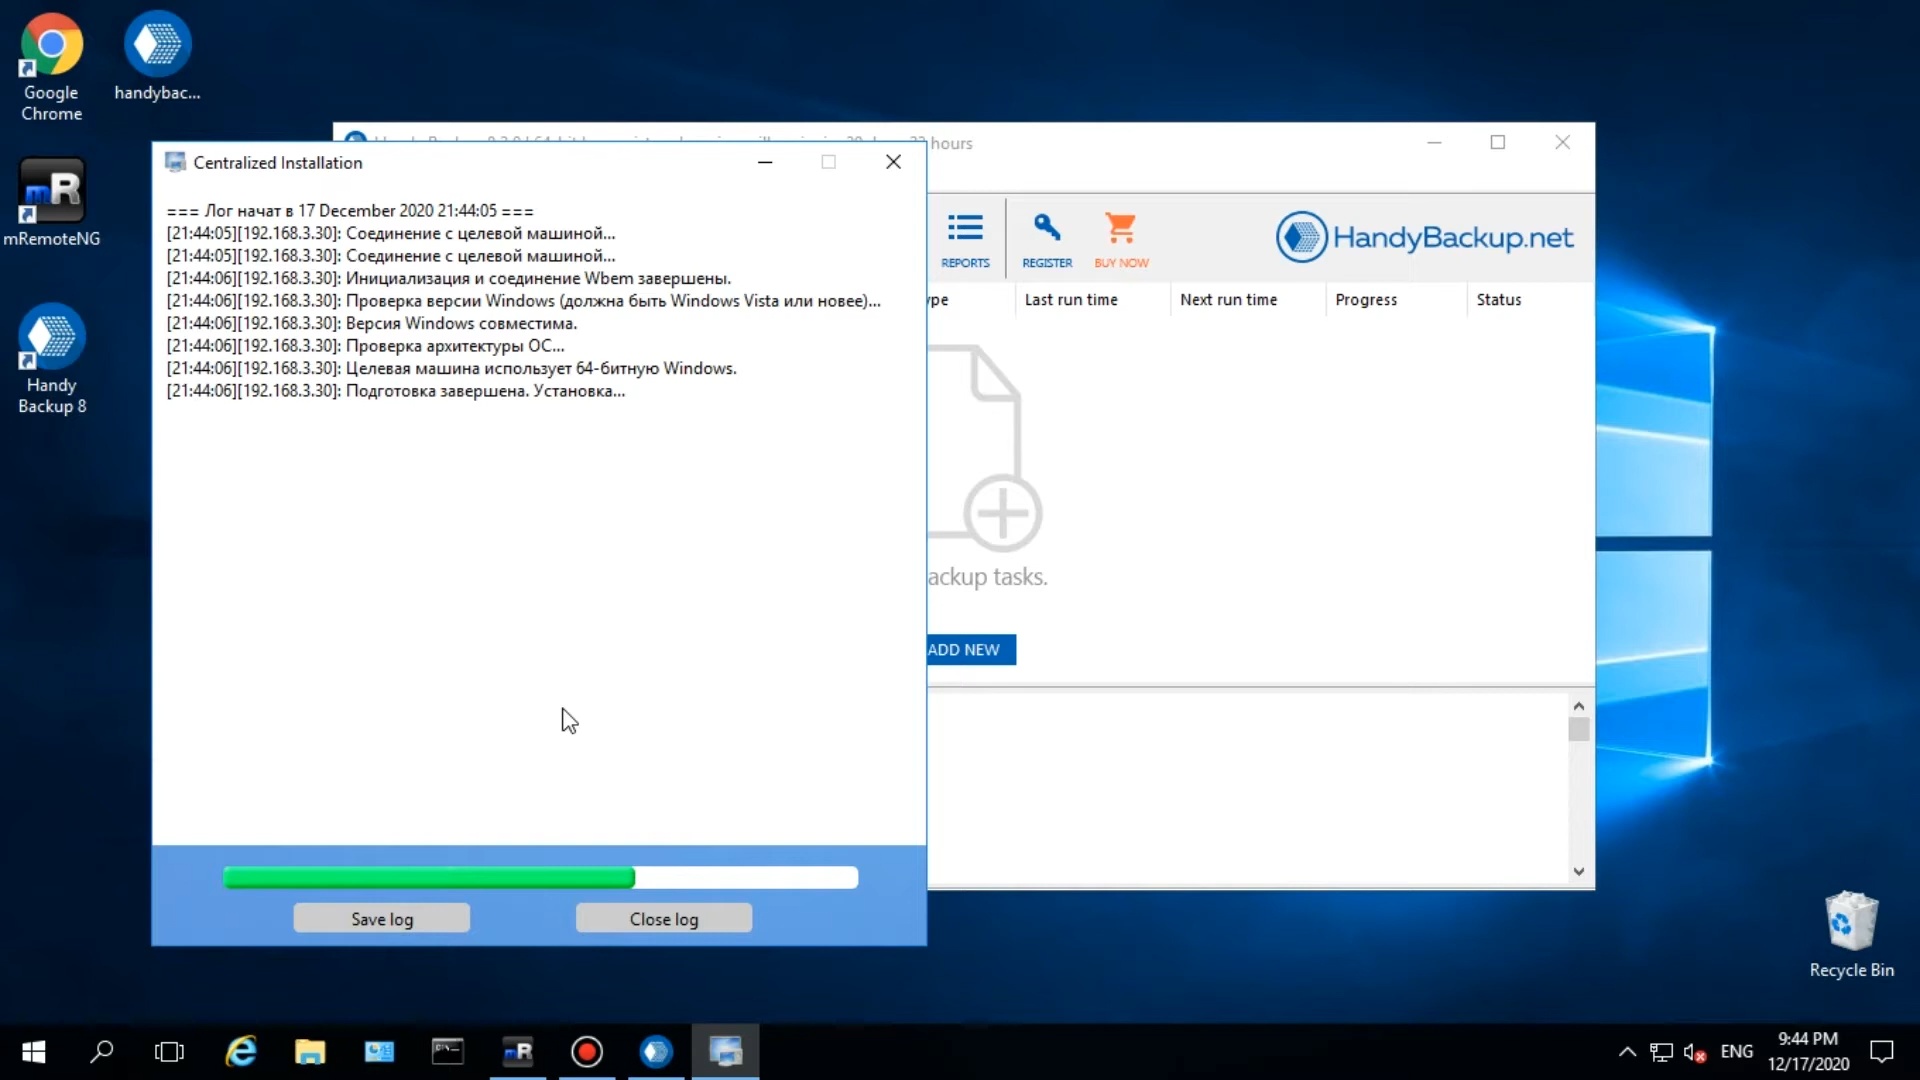 Google
Chrome
handybac...
mRemoteNG
Handy
Backup 8
hours
Centralized Installation
=== Лог начат в 17 December 2020 21:44:05 ===
[21:44:05][192.168.3.30]: Соединение с целевой машиной...
[21:44:05][192.168.3.30]: Соединение с целевой машиной...
[21:44:06][192.168.3.30]: Инициализация и соединение Wbem завершены.
[21:44:06][192.168.3.30]: Проверка версии Windows (должна быть Windows Vista или новее)...
[21:44:06][192.168.3.30]: Версия Windows совместима.
[21:44:06][192.168.3.30]: Проверка архитектуры ОС...
[21:44:06][192.168.3.30]: Целевая машина использует 64-битную Windows.
[21:44:06][192.168.3.30]: Подготовка завершена. Установка...
Save log
Close log
REPORTS
REGISTER
BUY NOW
HandyBackup.net
ype
Last run time
Next run time
Progress
Status
ackup tasks.
ADD NEW
Recycle Bin
ENG
9:44 PM
12/17/2020